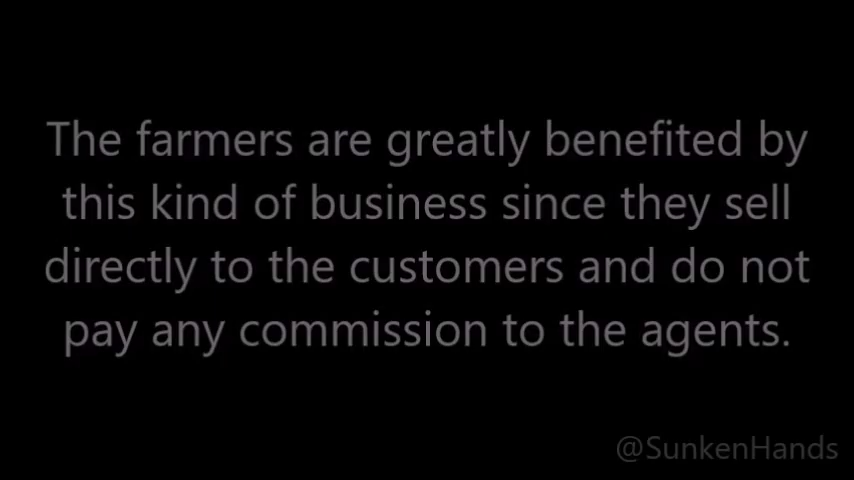 The farmers are greatly benefited by
this kind of business since they sell
directly to the customers and do not
pay any commission to the agents.
@SunkenHands